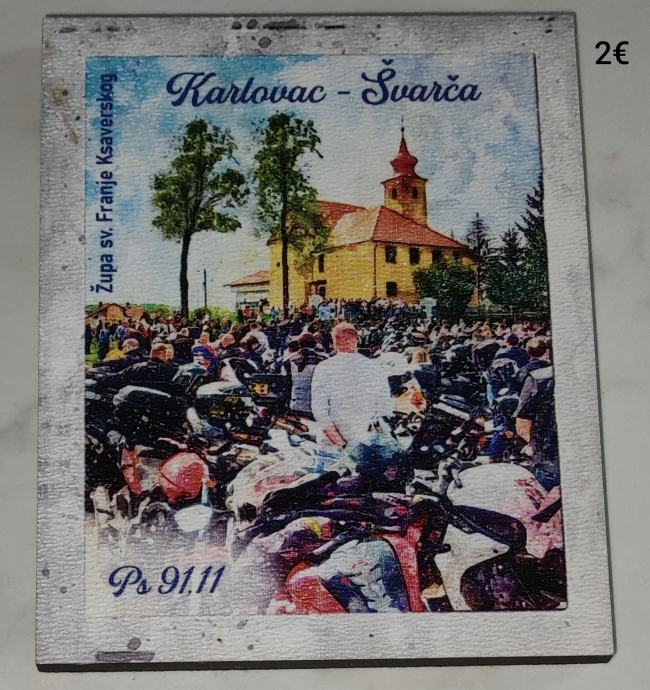 2€
Karlovac - Švarča
Župa sv. Franje Ksaverskog
Ps 91,11